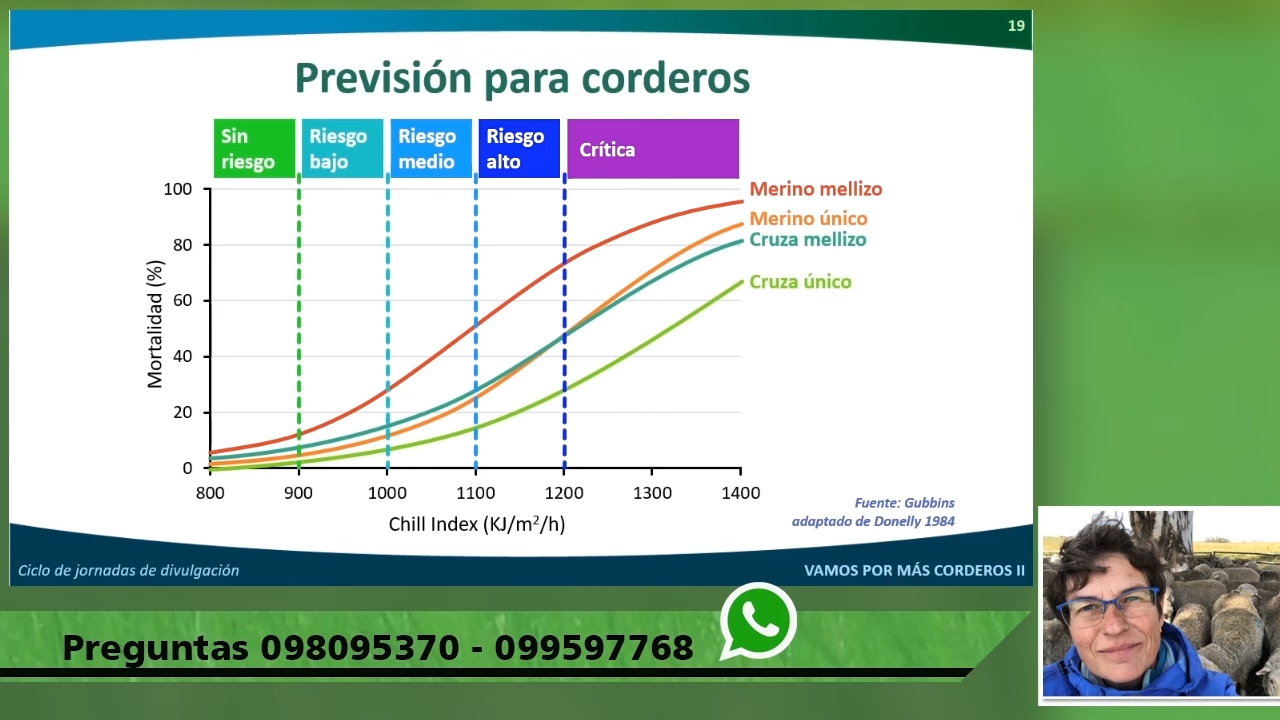 19
Previsión para corderos
Sin
riesgo
Riesgo
bajo
Riesgo
medio
Riesgo
alto
Crítica
Mortalidad (%)
100
80
60
40
20
0
800 900 1000 1100 1200 1300 1400
Chill Index (KJ/m²/h)
Merino mellizo
Merino único
Cruza mellizo
Cruza único
Fuente: Gubbins
adaptado de Donelly 1984
Ciclo de jornadas de divulgación
VAMOS POR MÁS CORDEROS II
Preguntas 098095370 - 099597768